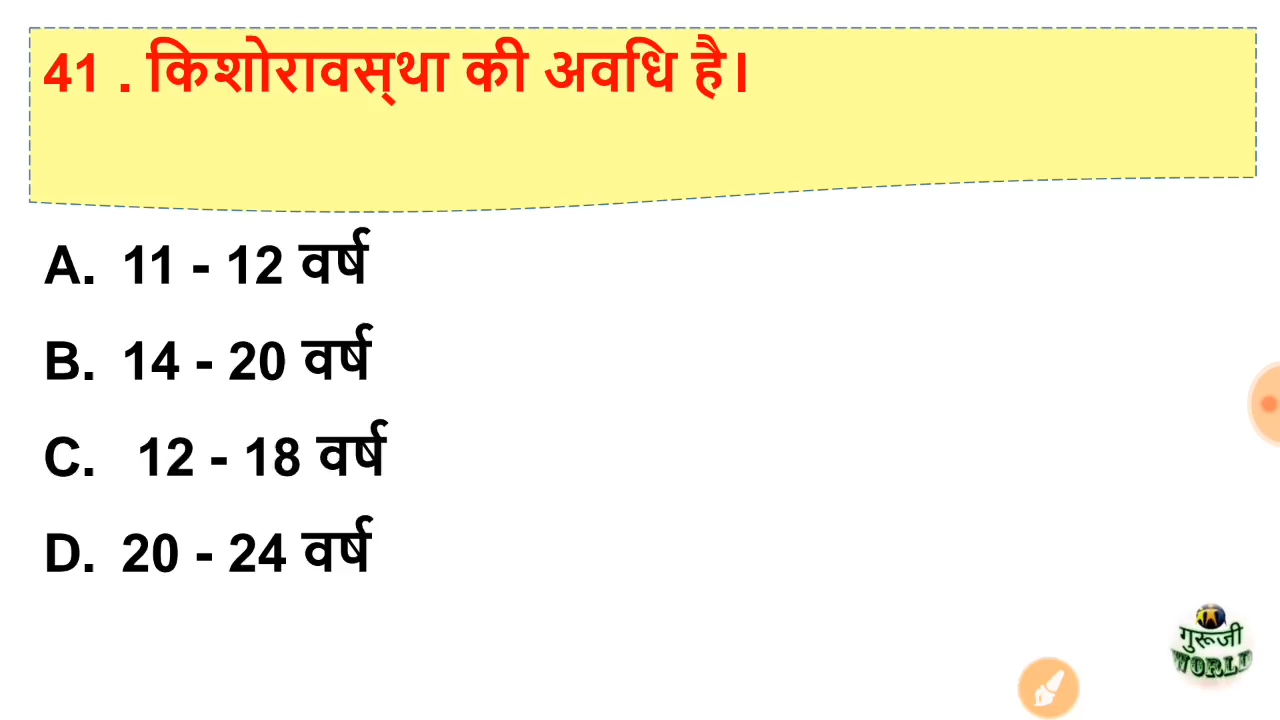 41 . किशोरावस्था की अवधि है।
A. 11 - 12 वर्ष
B. 14 - 20 वर्ष
C. 12 - 18 वर्ष
D. 20 - 24 वर्ष
गुरूजी
WORLD